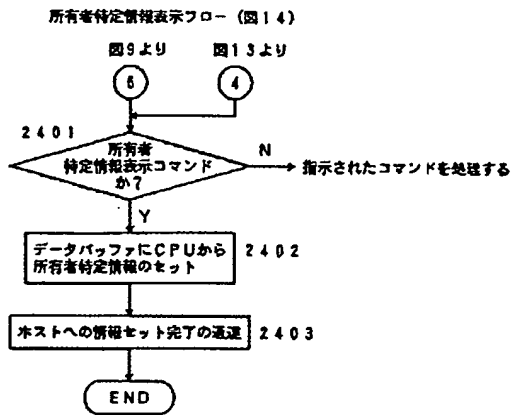 所有者特定情報表示フロー (図14)
図9より 図13より
5 4
2401
所有者
特定情報表示コマンド
か?
N
指示されたコマンドを処理する
Y
データバッファにCPUから
所有者特定情報のセット
2402
ホストへの情報セット完了の返還
2403
END